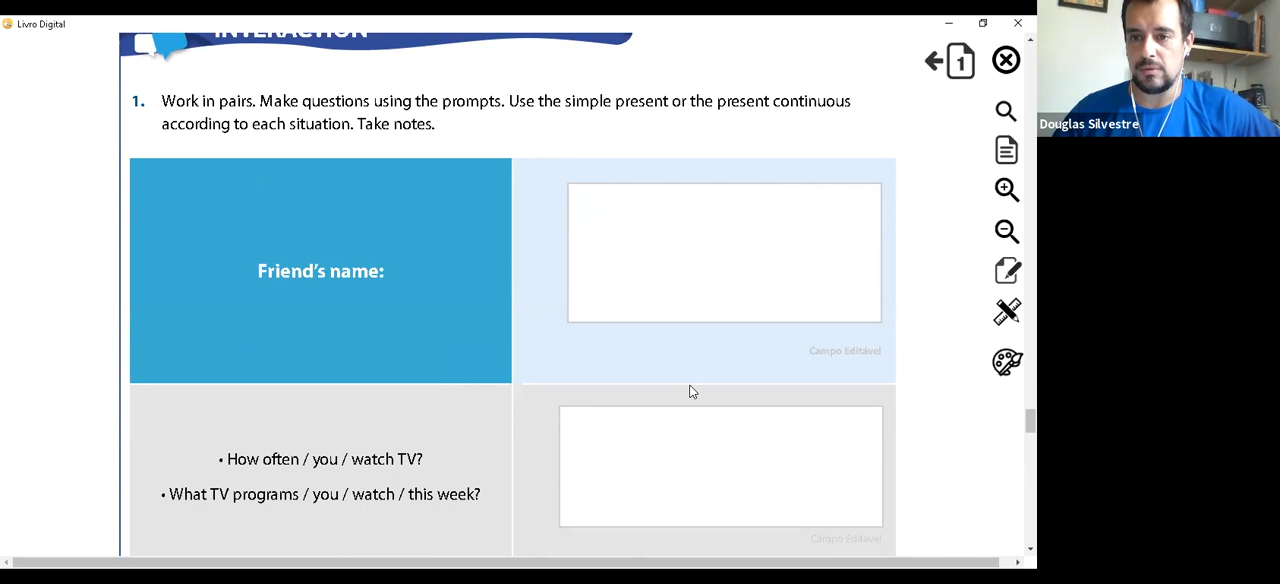 Livro Digital
INTERACTION
1. Work in pairs. Make questions using the prompts. Use the simple present or the present continuous
according to each situation. Take notes.
Friend's name:
Campo Editável
• How often / you / watch TV?
• What TV programs / you / watch / this week?
Campo Editável
1
Douglas Silvestre